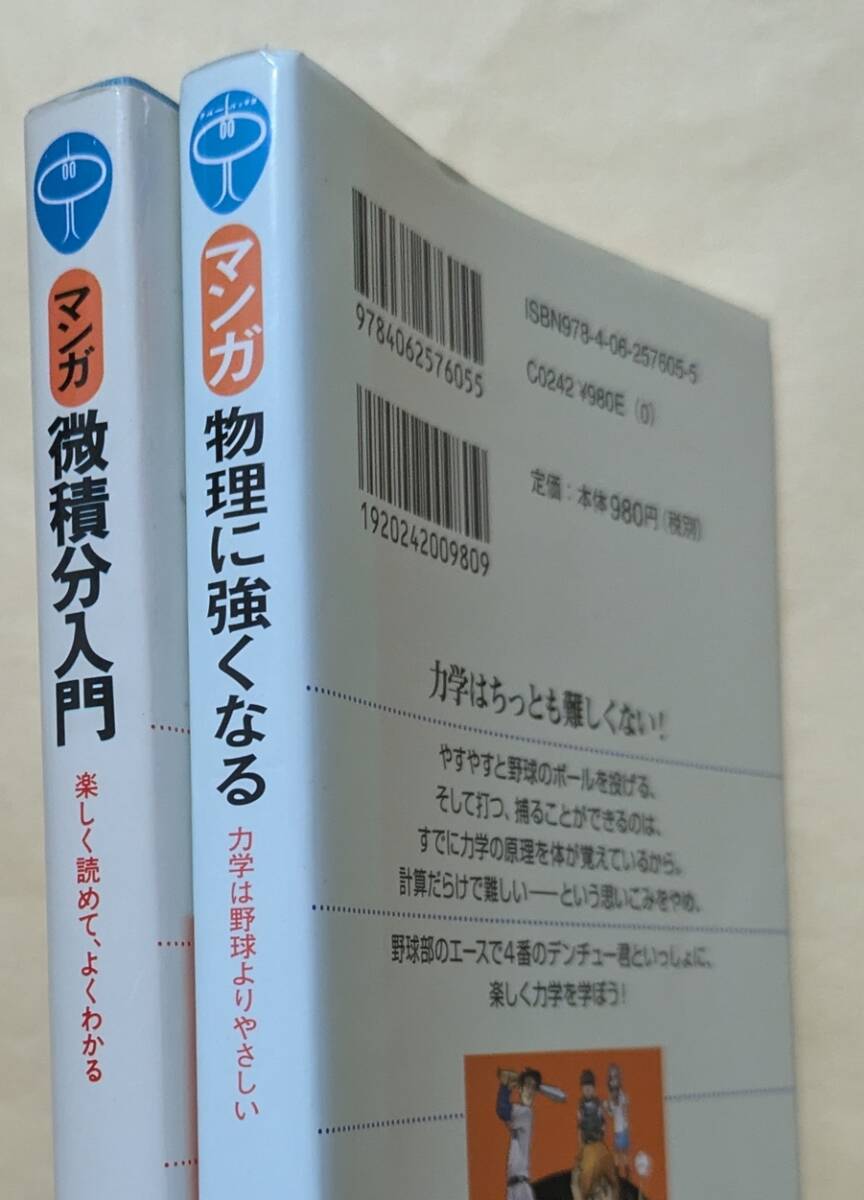 マンガ
微積分入門
楽しく読めて、よくわかる
ブルーバックス
マンガ
物理に強くなる
力学は野球よりやさしい
9784062576055
ISBN978-4-06-257605-5
C0242 ¥980E (0)
1920242009809
定価:本体980円(税別)
力学はちっとも難しくない!
やすやすと野球のボールを投げる、
そして打つ、捕ることができるのは、
すでに力学の原理を体が覚えているから。
計算だらけで難しい――という思いこみをやめ、
野球部のエースで4番のデンチュー君といっしょに、
楽しく力学を学ぼう!